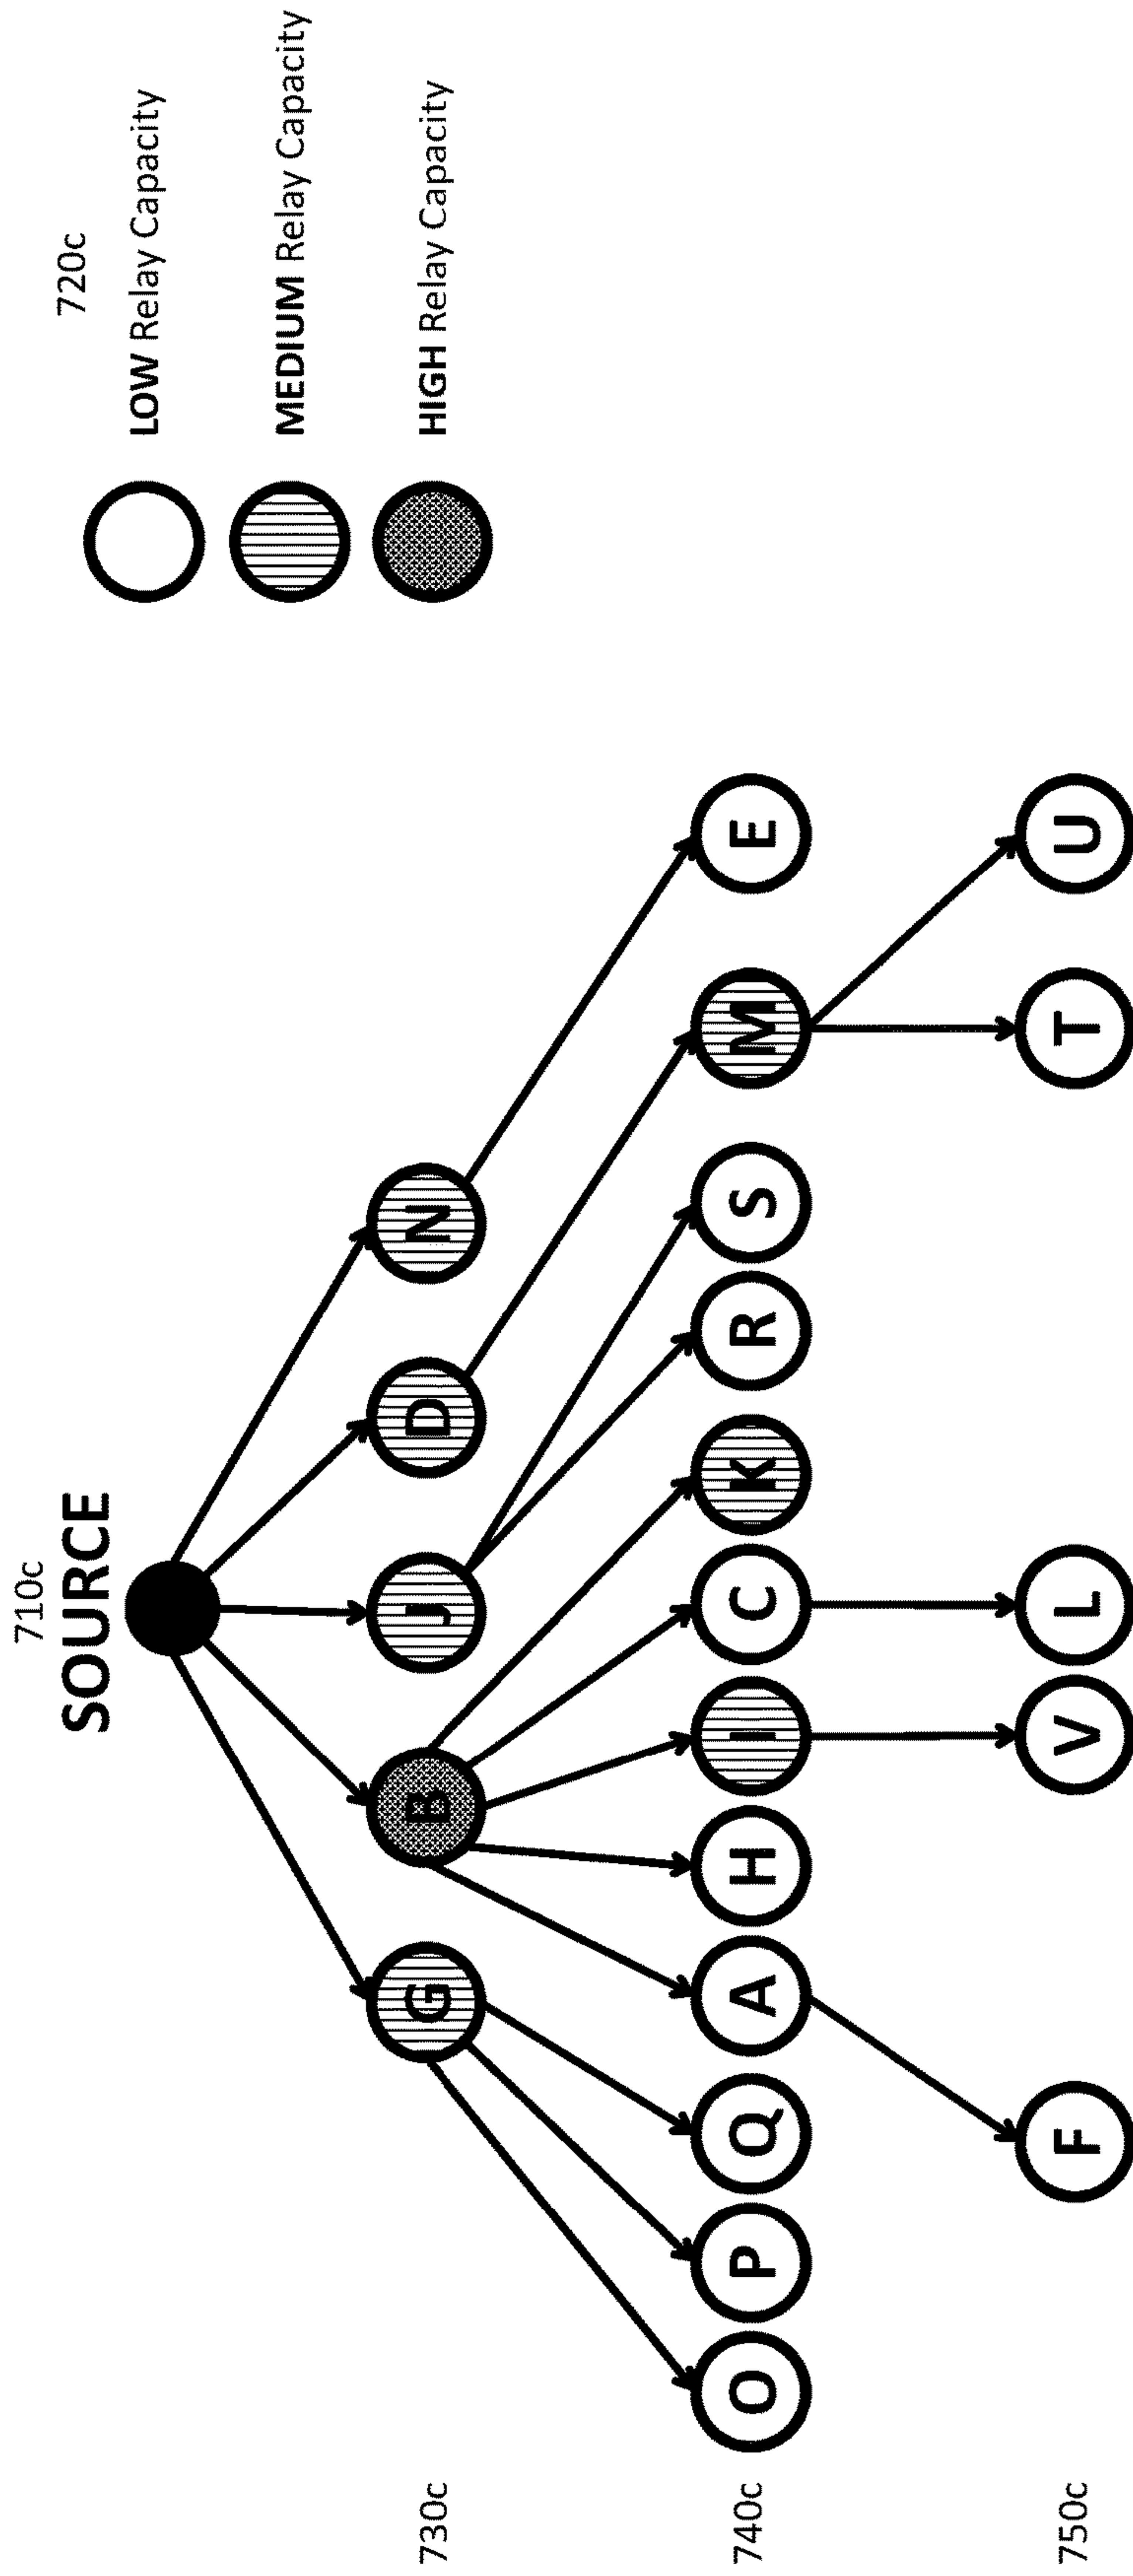 710c
SOURCE
720c
LOW Relay Capacity
MEDIUM Relay Capacity
HIGH Relay Capacity
730c
G B J D N
740c
O P Q A H I C K R S M E
750c
F V L T U